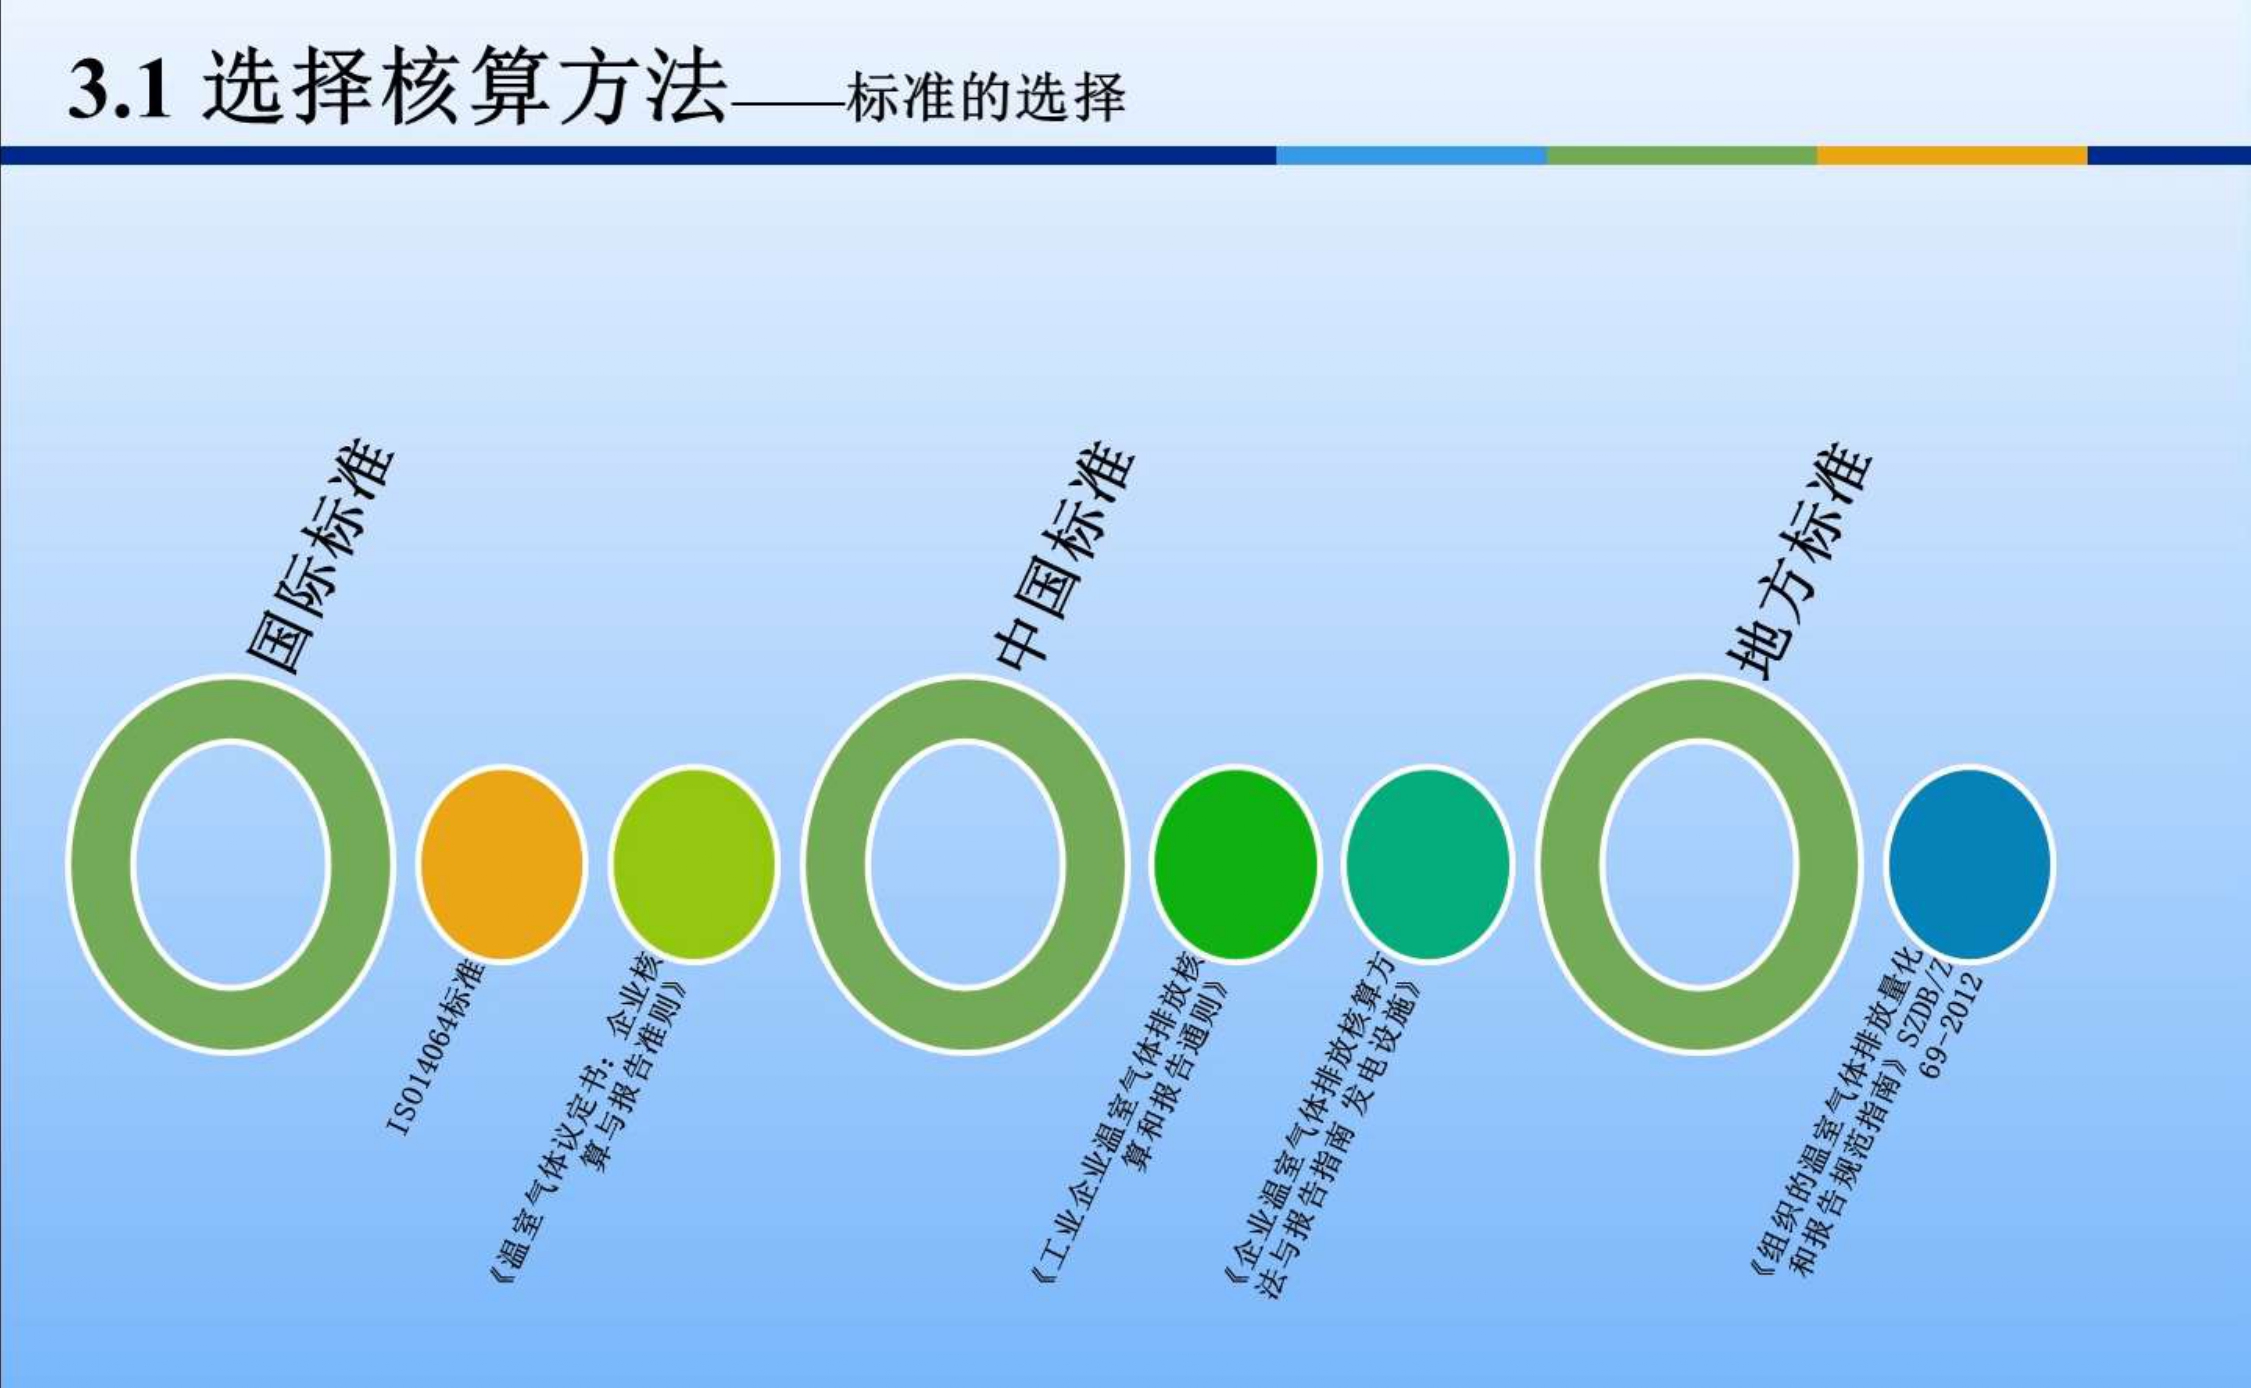 3.1 选择核算方法——标准的选择
国际标准
ISO14064标准
《温室气体议定书：企业核
算与报告准则》
中国标准
《工业企业温室气体排放核
算和报告通则》
《企业温室气体排放核算方
法与报告指南 发电设施》
地方标准
《组织的温室气体排放量化
和报告规范指南》SZDB/Z
69-2012